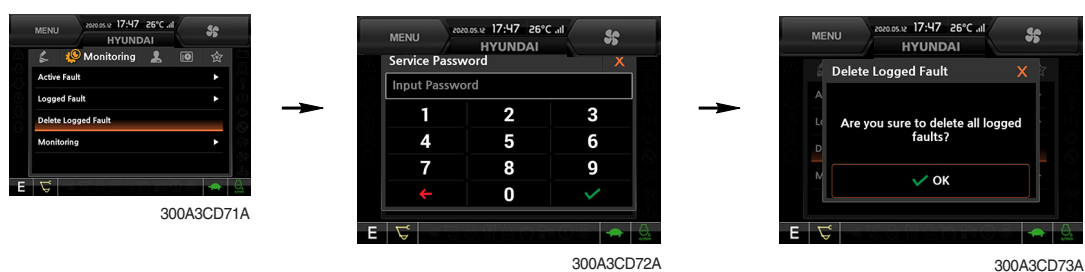 MENU
2020.05.12 17:47 26°C
HYUNDAI
Monitoring
Active Fault
Logged Fault
Delete Logged Fault
Monitoring
E
300A3CD71A
MENU
2020.05.12 17:47 26°C
HYUNDAI
Service Password X
Input Password
1 2 3
4 5 6
7 8 9
0
E
300A3CD72A
MENU
2020.05.12 17:47 26°C
HYUNDAI
Delete Logged Fault X
A
Lo
D
M
Are you sure to delete all logged
faults?
OK
E
300A3CD73A